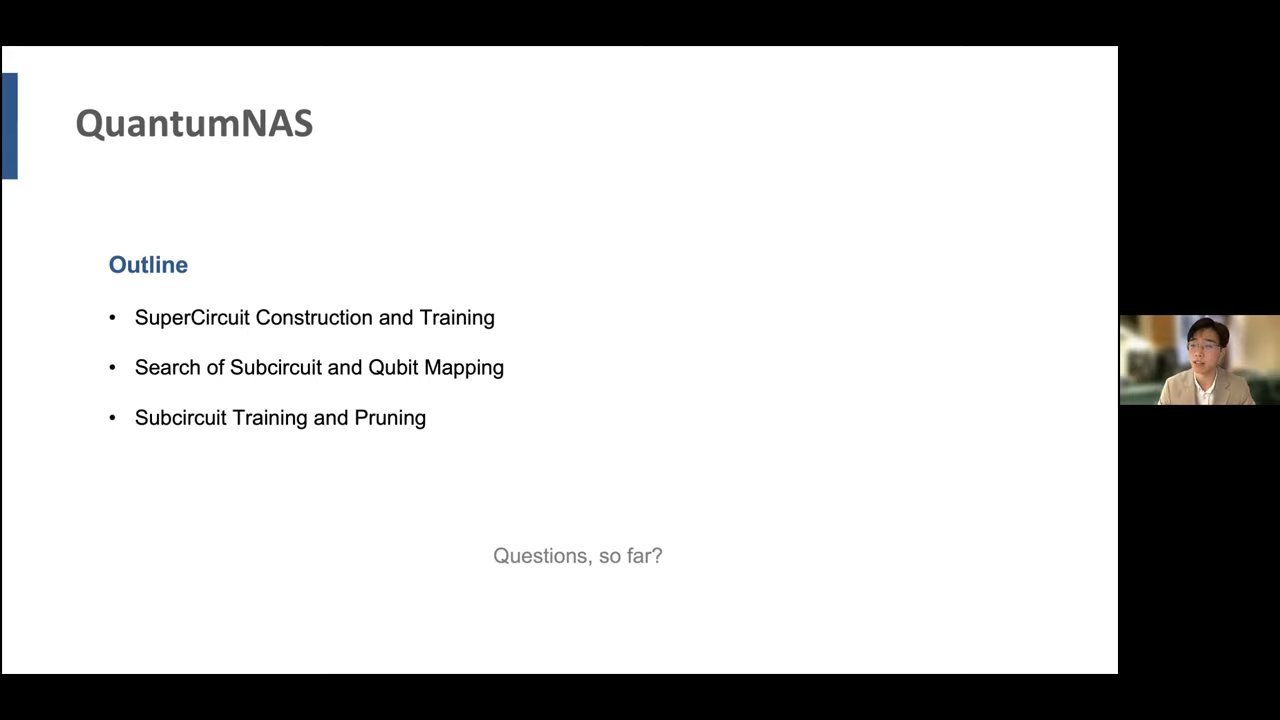 QuantumNAS
Outline
• SuperCircuit Construction and Training
• Search of Subcircuit and Qubit Mapping
• Subcircuit Training and Pruning
Questions, so far?